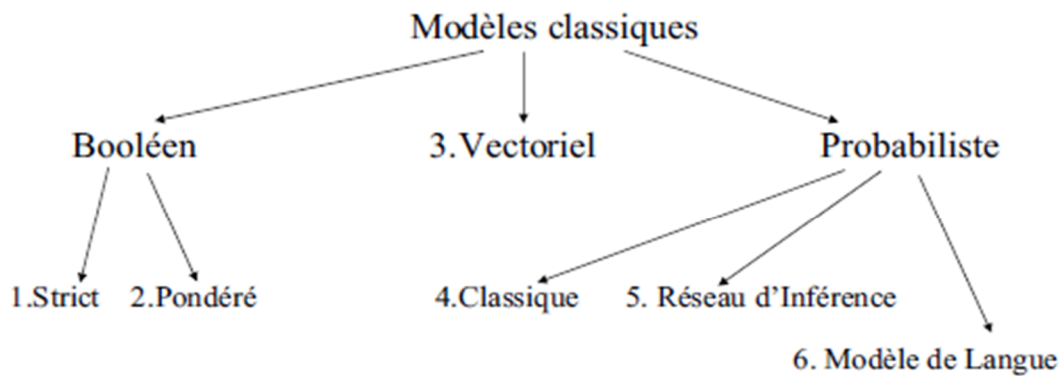 Modèles classiques
Booléen
3.Vectoriel
Probabiliste
1.Strict
2.Pondéré
4.Classique
5. Réseau d’Inférence
6. Modèle de Langue